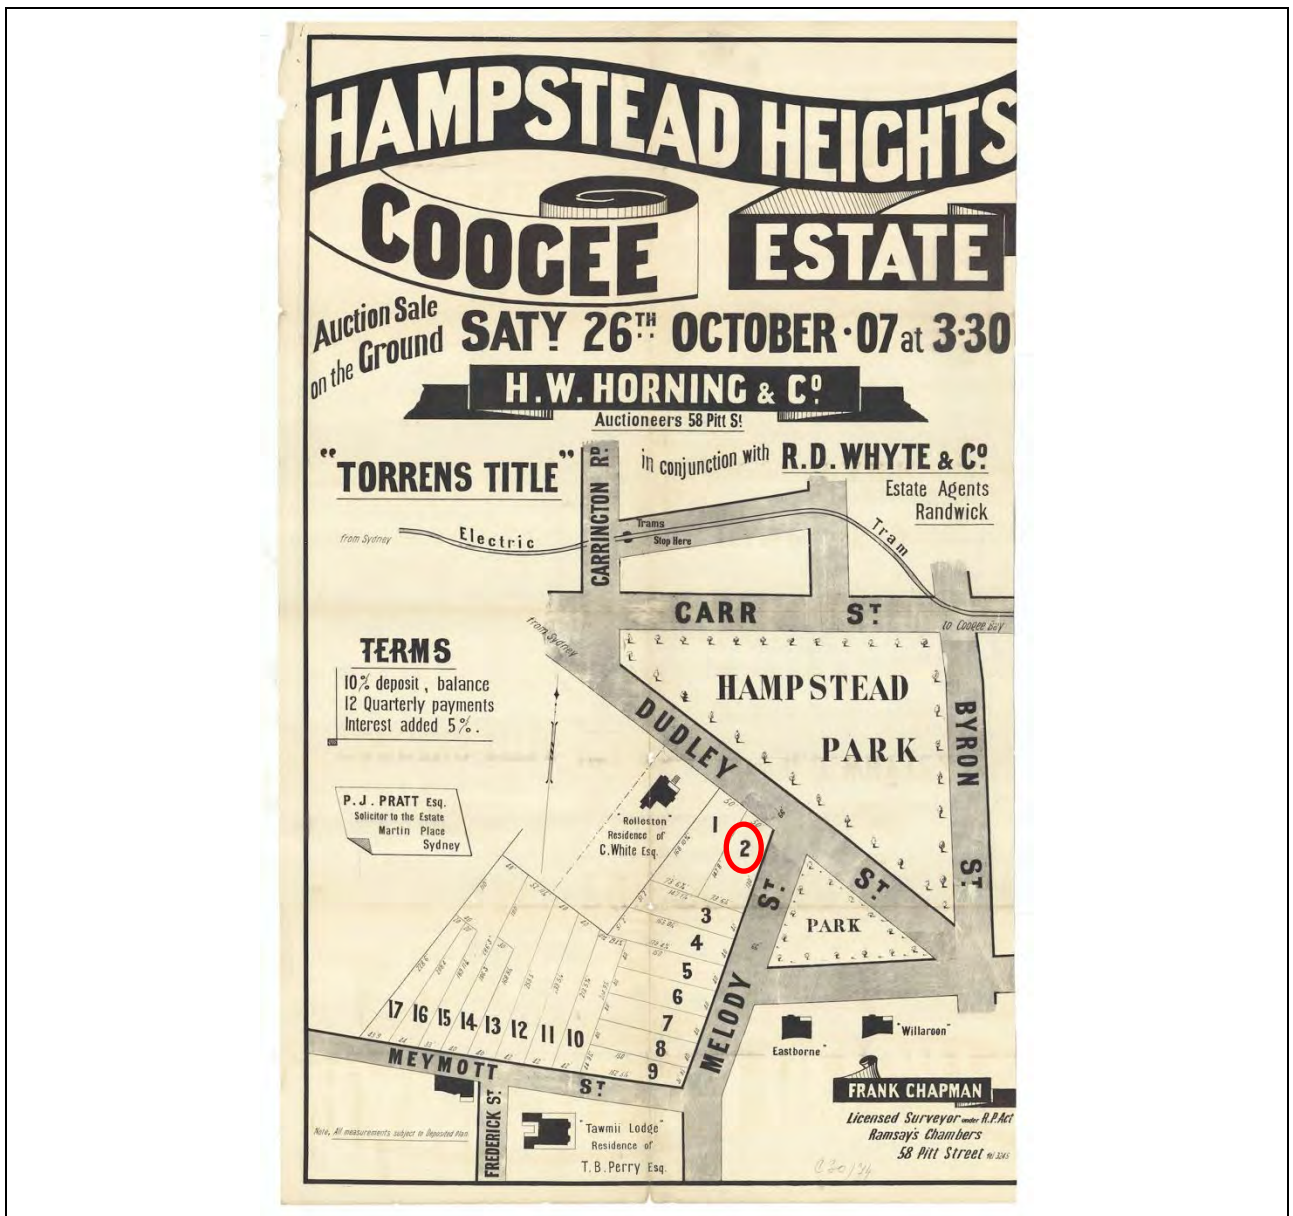 HAMPSTEAD HEIGHTS
COOGEE ESTATE
Auction Sale
on the Ground
SATY 26TH OCTOBER ·07 at 3·30
H.W. HORNING & Co.
Auctioneers 58 Pitt St.
"TORRENS TITLE"
in conjunction with R.D. WHYTE & Co.
Estate Agents
Randwick
CARRINGTON RD
from Sydney
Electric
Trams
Stop Here
Tram
CARR ST.
to Coogee Bay
from Sydney
TERMS
10% deposit, balance
12 Quarterly payments
Interest added 5%.
HAMPSTEAD
PARK
DUDLEY ST.
BYRON ST.
P.J. PRATT Esq.
Solicitor to the Estate
Martin Place
Sydney
"Rolleston"
Residence of
C. White Esq.
1
2
3
4
5
6
7
8
9
17 16 15 14 13 12 11 10
PARK
MELODY ST.
MEYMOTT ST.
FREDERICK ST.
Eastborne"
"Willaroon"
FRANK CHAPMAN
Licensed Surveyor under R.P. Act
Ramsay's Chambers
58 Pitt Street Tel 3245
"Tawmii Lodge"
Residence of
T.B. Perry Esq.
Note, All measurements subject to Deposited Plan